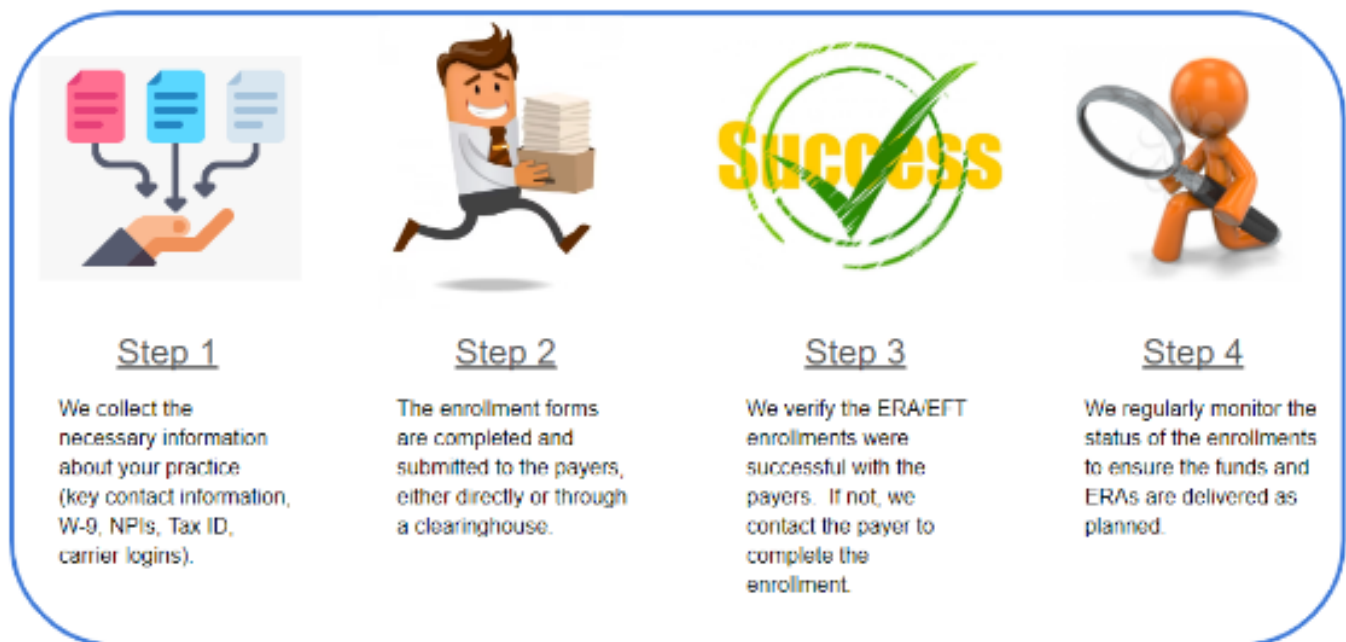 Success
Step 1
We collect the
necessary information
about your practice
(key contact information,
W-9, NPIs, Tax ID,
carrier logins).
Step 2
The enrollment forms
are completed and
submitted to the payers,
either directly or through
a clearinghouse.
Step 3
We verify the ERA/EFT
enrollments were
successful with the
payers.  If not, we
contact the payer to
complete the
enrollment.
Step 4
We regularly monitor the
status of the enrollments
to ensure the funds and
ERAs are delivered as
planned.